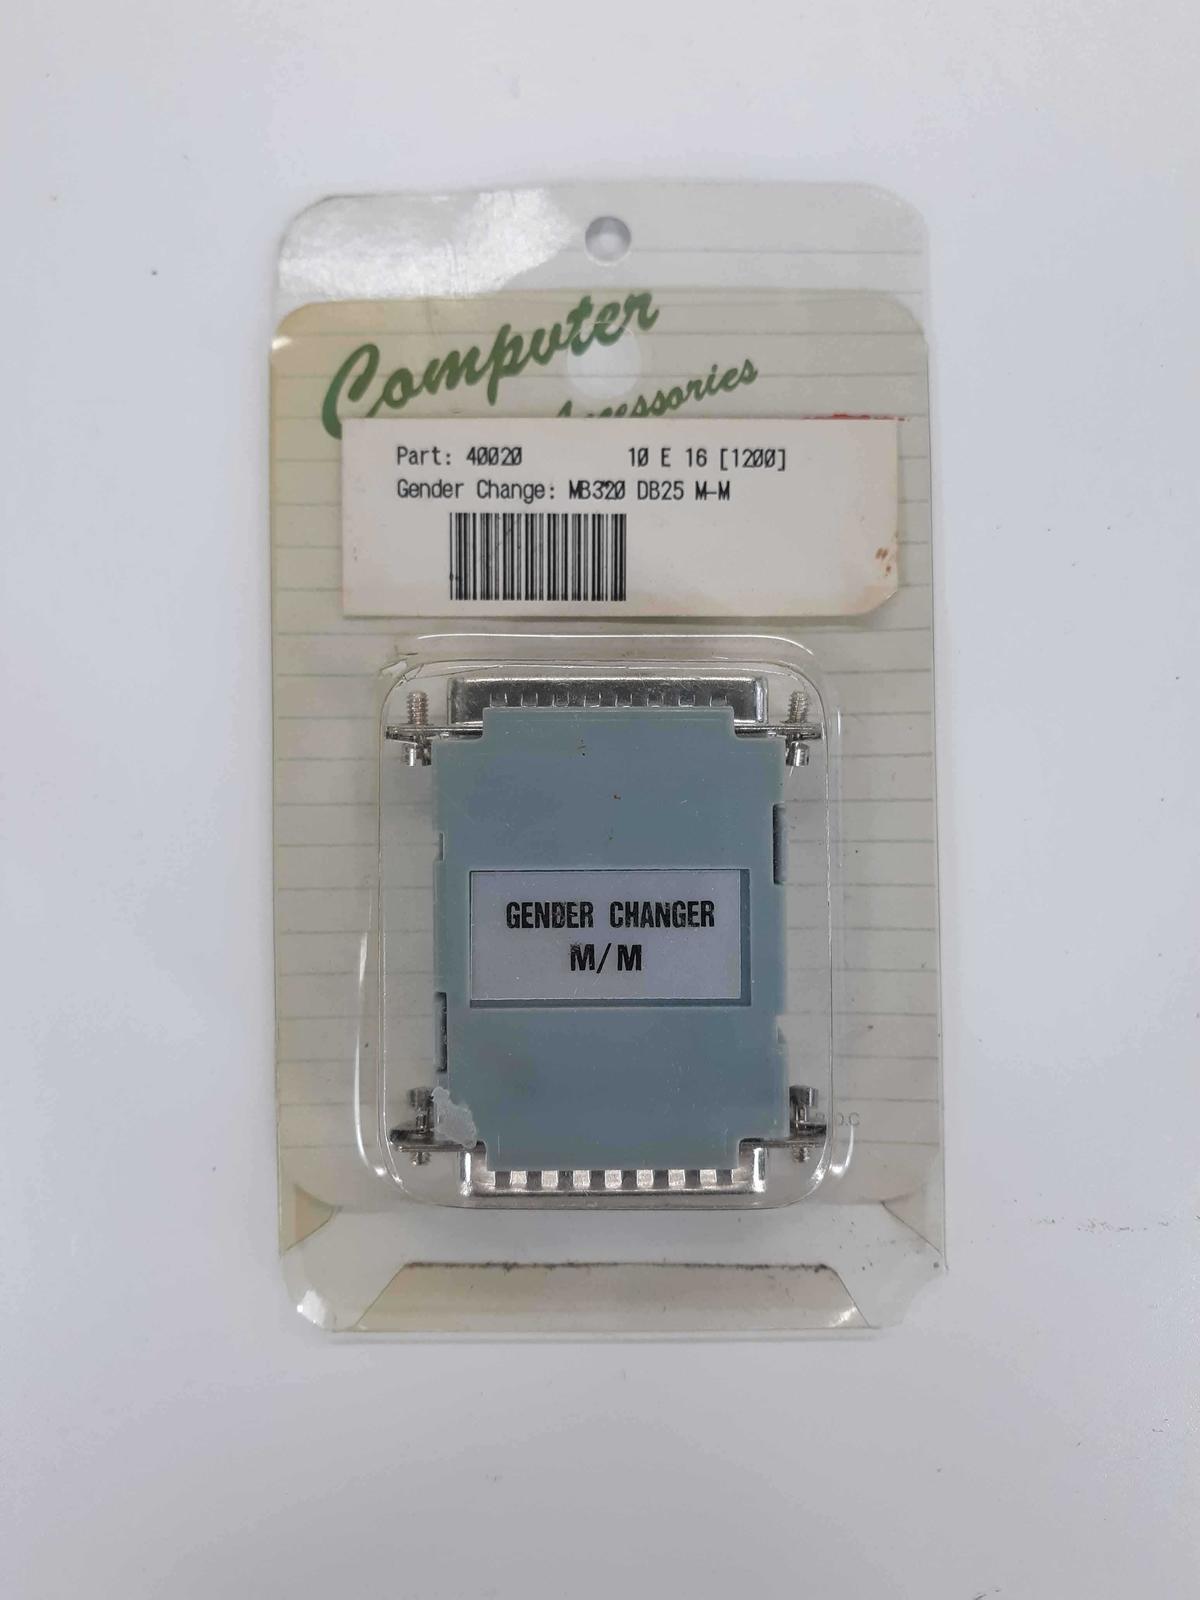 Computer
Accessories
Part: 40020 10 E 16 [1200]
Gender Change: MB320 DB25 M-M
GENDER CHANGER
M/M